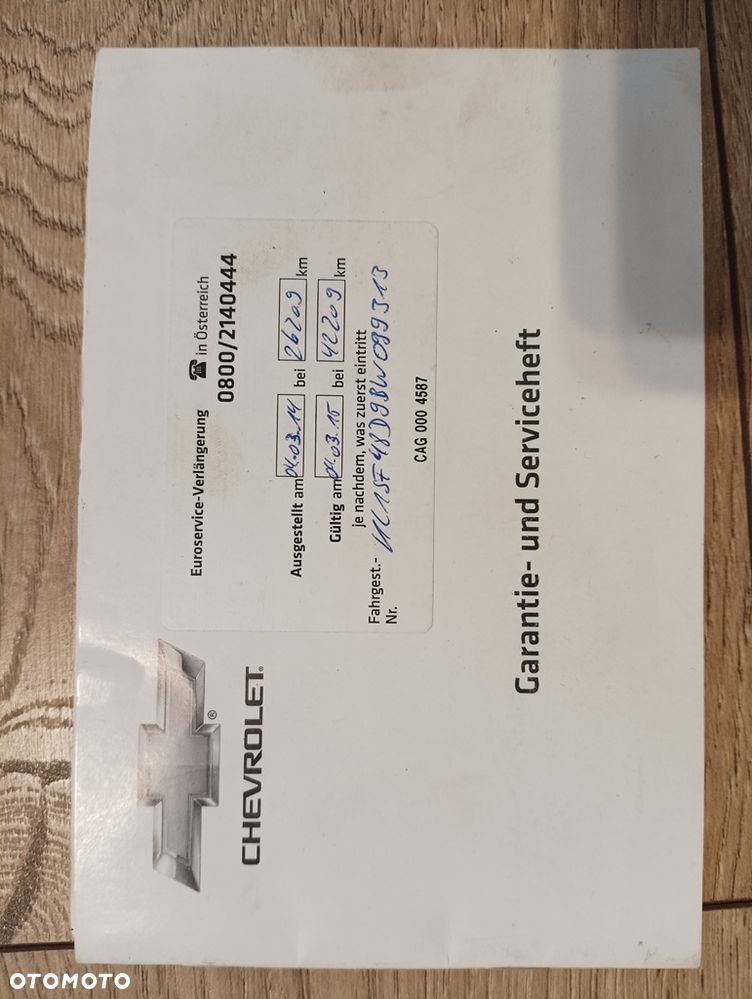 Euroservice-Verlängerung
☎ in Österreich
0800/2140444
Ausgestellt am 04.03.14 bei 26209 km
Gültig am 04.03.15 bei 42209 km
je nachdem, was zuerst eintritt
Fahrgest.-
Nr.
CAG 000 4587
CHEVROLET®
Garantie- und Serviceheft
OTOMOTO